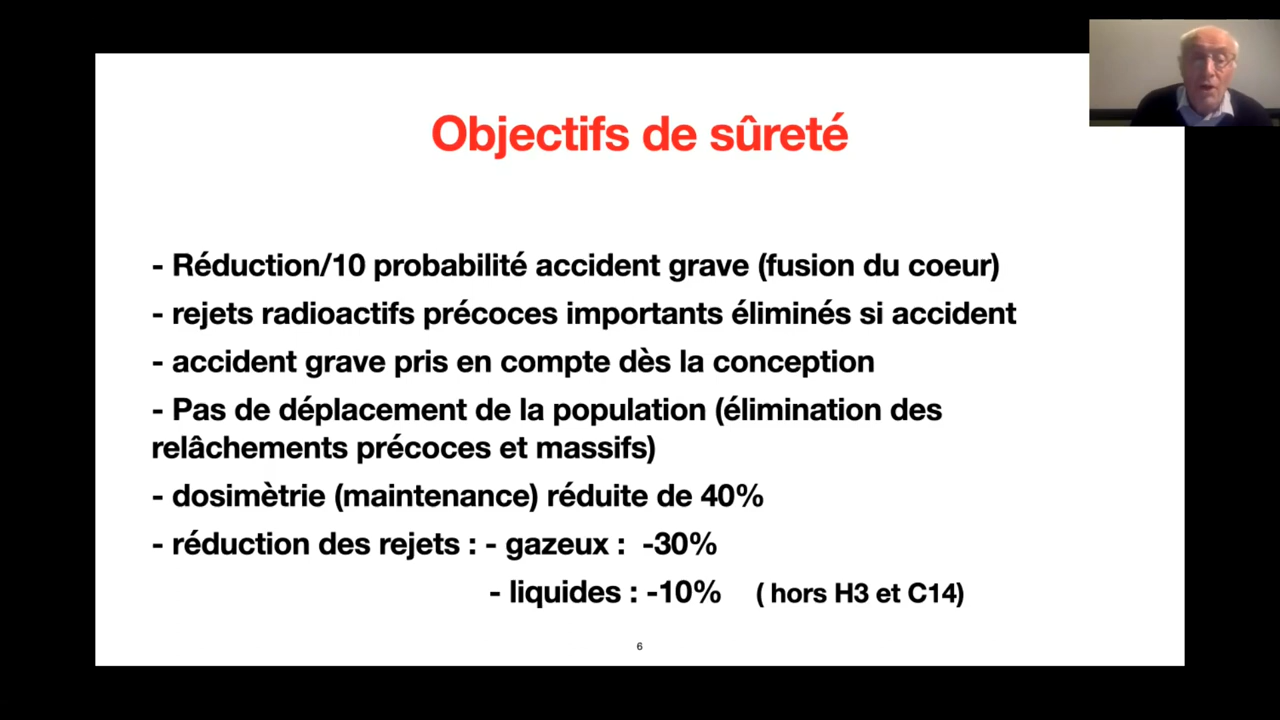 Objectifs de sûreté
- Réduction/10 probabilité accident grave (fusion du coeur)
- rejets radioactifs précoces importants éliminés si accident
- accident grave pris en compte dès la conception
- Pas de déplacement de la population (élimination des
relâchements précoces et massifs)
- dosimètrie (maintenance) réduite de 40%
- réduction des rejets : - gazeux : -30%
- liquides : -10% ( hors H3 et C14)
6